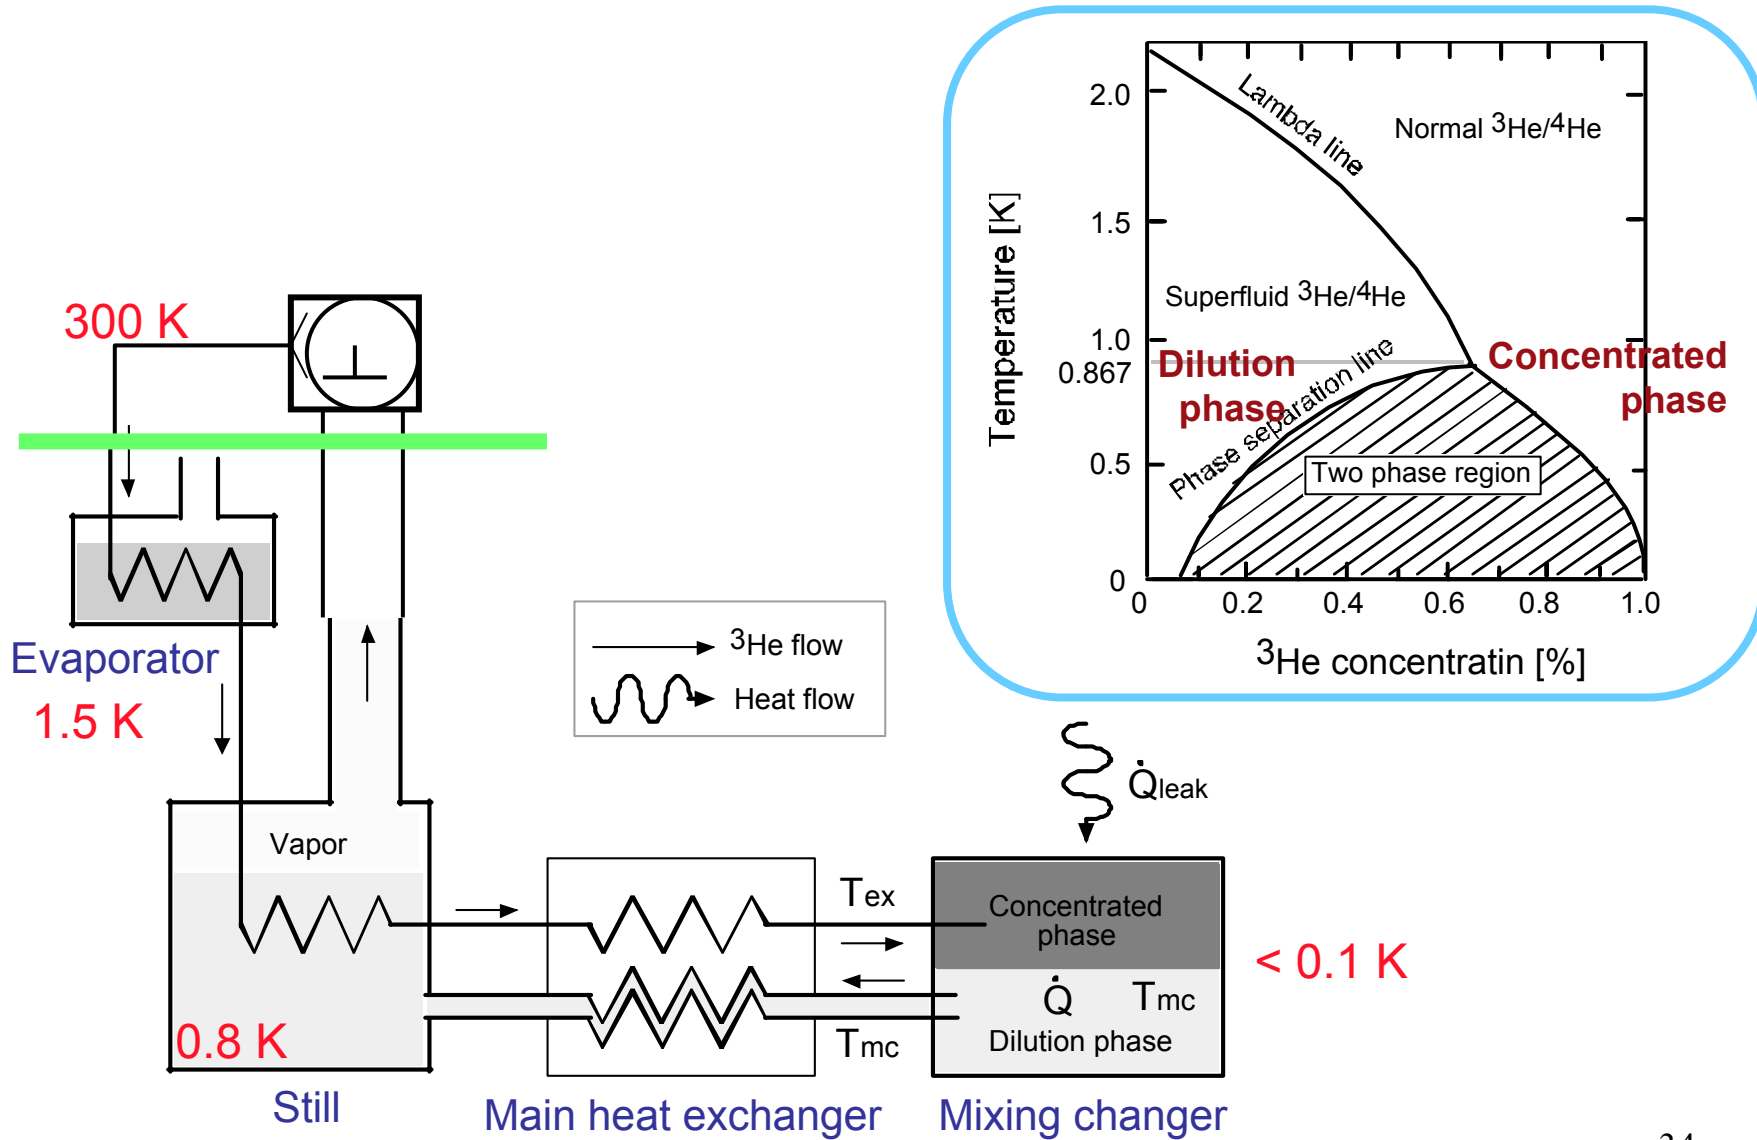 2.0
Lambda line
Normal 3He/4He
Temperature [K]
1.5
Superfluid 3He/4He
1.0
0.867
Dilution
phase
Concentrated
phase
Phase separation line
0.5
Two phase region
0
0
0.2
0.4
0.6
0.8
1.0
3He concentratin [%]
300 K
Evaporator
1.5 K
3He flow
Heat flow
Q̇leak
Vapor
Tex
Concentrated
phase
< 0.1 K
Q̇ Tmc
0.8 K
Tmc
Dilution phase
Still
Main heat exchanger
Mixing changer